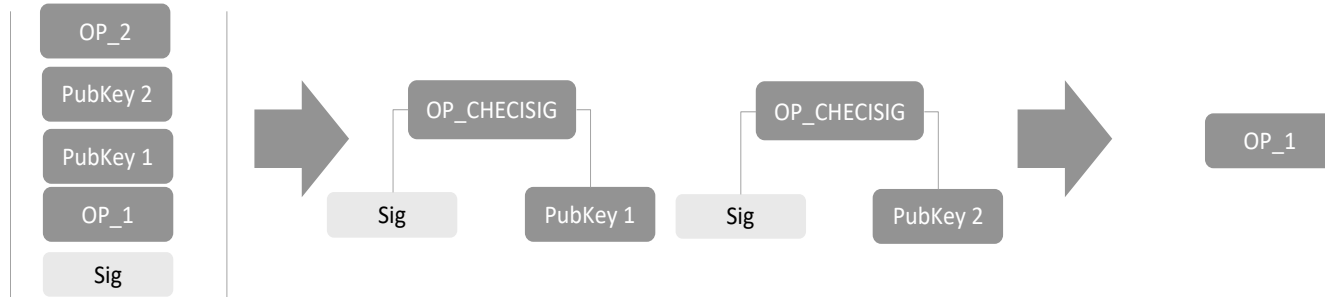 OP_2
PubKey 2
PubKey 1
OP_1
Sig
OP_CHECISIG
Sig
PubKey 1
OP_CHECISIG
Sig
PubKey 2
OP_1